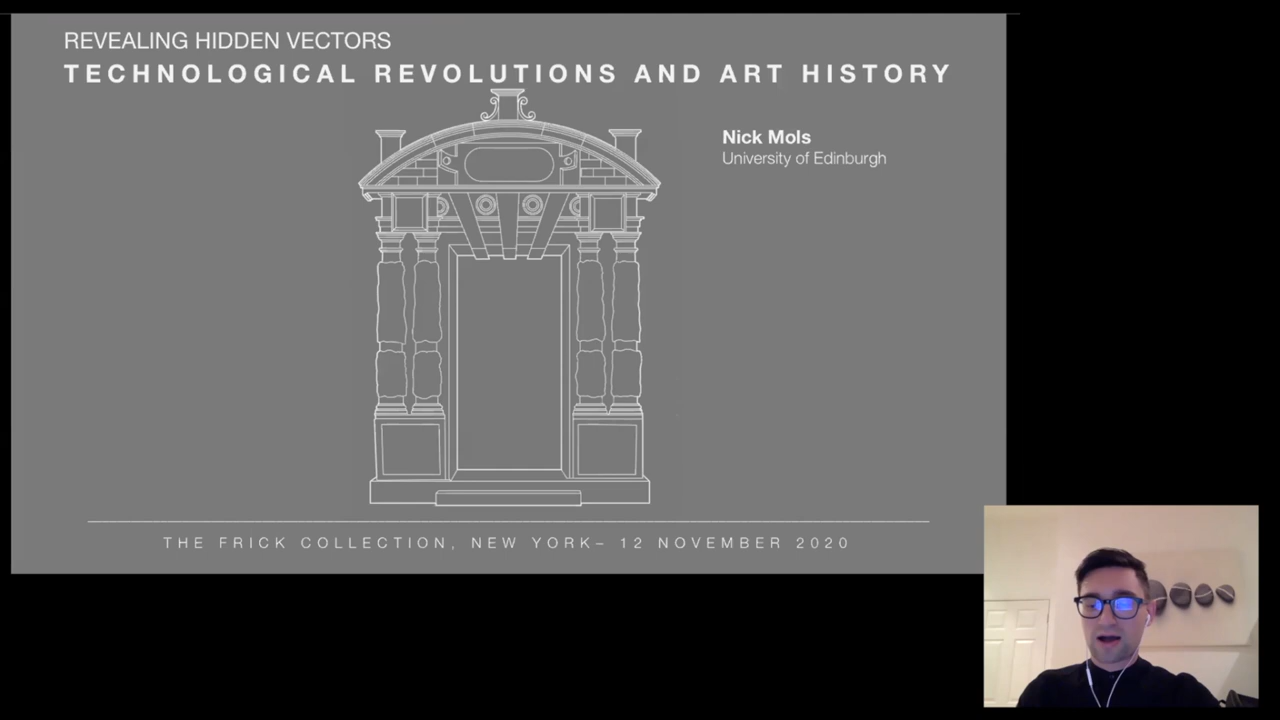 REVEALING HIDDEN VECTORS
TECHNOLOGICAL REVOLUTIONS AND ART HISTORY
Nick Mols
University of Edinburgh
THE FRICK COLLECTION, NEW YORK– 12 NOVEMBER 2020